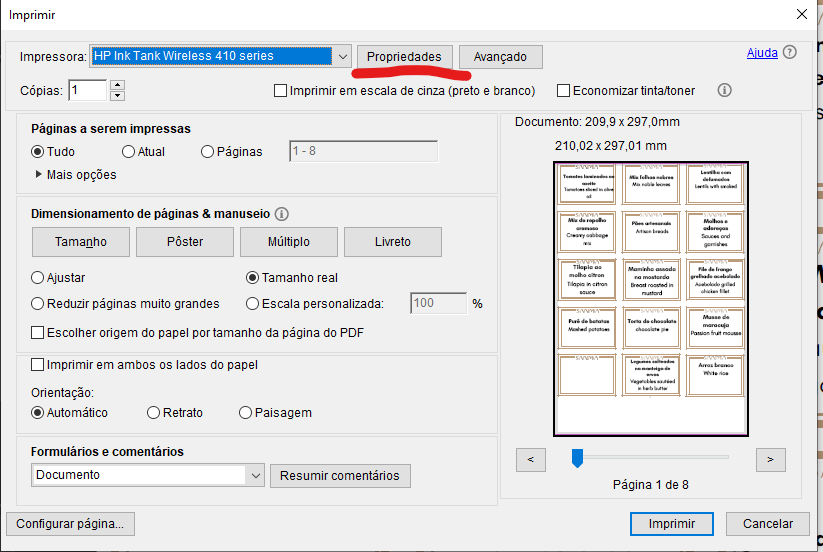 Imprimir
Impressora: HP Ink Tank Wireless 410 series Propriedades Avançado Ajuda
Cópias: 1 Imprimir em escala de cinza (preto e branco) Economizar tinta/toner
Páginas a serem impressas
Tudo Atual Páginas 1 - 8
Mais opções
Dimensionamento de páginas & manuseio
Tamanho Pôster Múltiplo Livreto
Ajustar Tamanho real
Reduzir páginas muito grandes Escala personalizada: 100 %
Escolher origem do papel por tamanho da página do PDF
Imprimir em ambos os lados do papel
Orientação:
Automático Retrato Paisagem
Formulários e comentários
Documento Resumir comentários
Documento: 209,9 x 297,0mm
210,02 x 297,01 mm
Tomates laminados no
azeite
Tomatoes sliced in olive
oil
Mix folhas nobres
Mix noble leaves
Lentilha com
defumados
Lentils with smoked
Mix de repolho
cremoso
Creamy cabbage
mix
Pães artesanais
Artisan breads
Molhos e
adereços
Sauces and
garnishes
Tilapia ao
molho citron
Tilapia in citron
sauce
Maminha assada
na mostarda
Breast roasted in
mustard
File de frango
grelhado acebolado
Acebolado grilled
chicken fillet
Purê de batatas
Mashed potatoes
Torta de chocolate
chocolate pie
Musse de
maracuja
Passion fruit mousse
Legumes salteados
na manteiga de
ervas
Vegetables sautéed
in herb butter
Arroz branco
White rice
< >
Página 1 de 8
Configurar página... Imprimir Cancelar